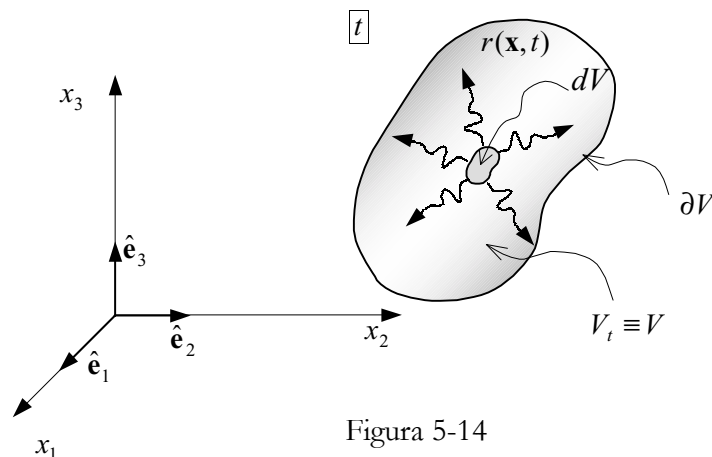 t
r(x, t)
dV
x₃
∂V
ê₃
x₂
ê₂
V_t ≡ V
ê₁
x₁
Figura 5-14